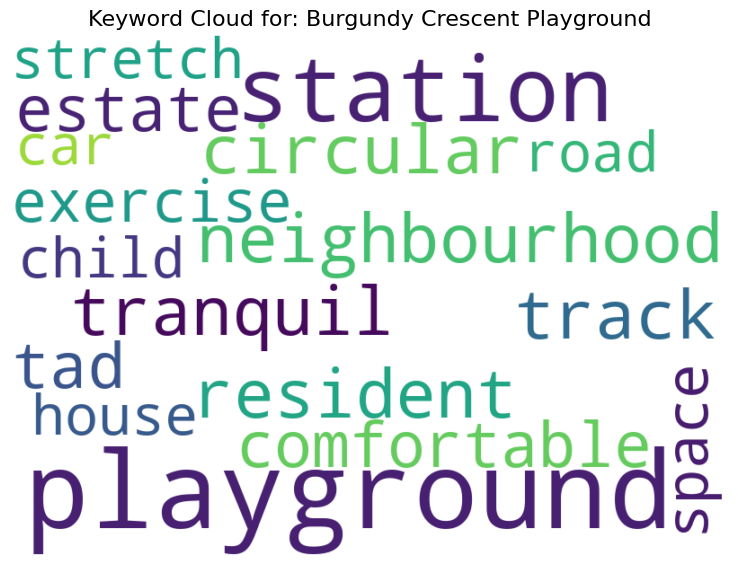 Keyword Cloud for: Burgundy Crescent Playground
stretch
station
estate
car
circular
road
exercise
neighbourhood
child
tranquil
track
tad
resident
house
space
comfortable
playground